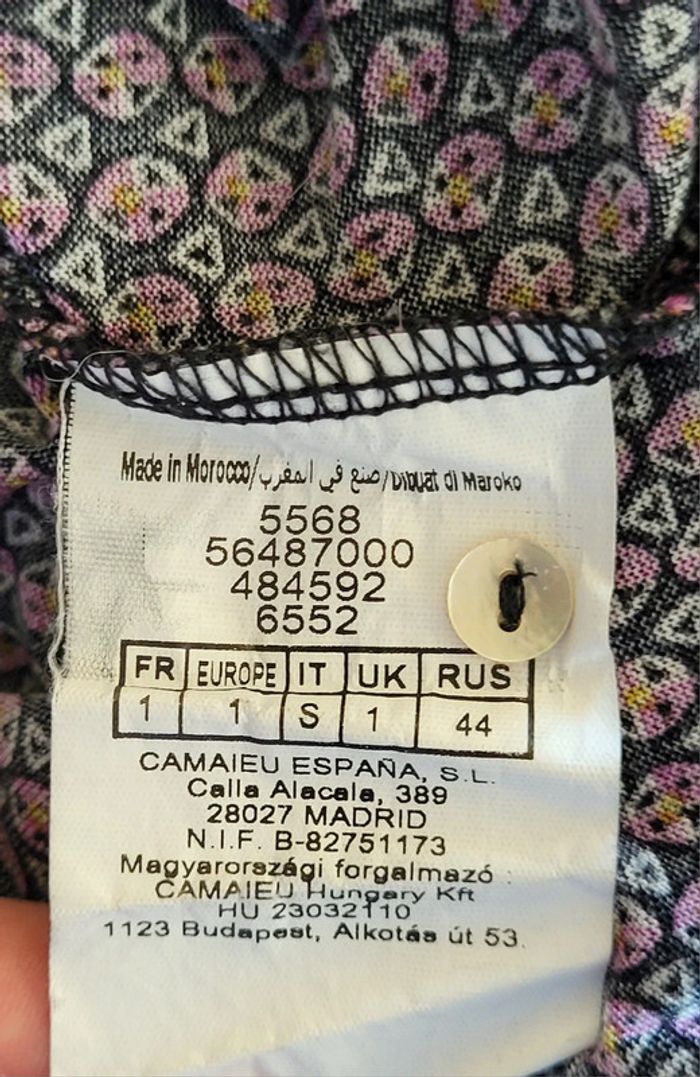 Made in Morocco/صنع في المغرب/Dibuat di Maroko
5568
56487000
484592
6552
FR EUROPE IT UK RUS
1 1 S 1 44
CAMAIEU ESPAÑA, S.L.
Calla Alacala, 389
28027 MADRID
N.I.F. B-82751173
Magyarországi forgalmazó :
CAMAIEU Hungary Kft
HU 23032110
1123 Budapest, Alkotás út 53.